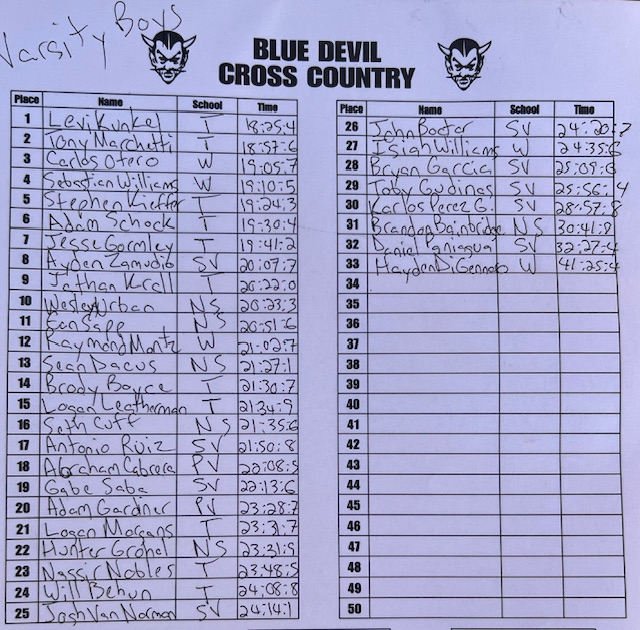 Varsity Boys
BLUE DEVIL
CROSS COUNTRY
Place Name School Time
1 Levi Kunkel T 18:25:4
2 Tony Marchetti T 18:57:6
3 Carlos Otero W 19:05:7
4 Sebastian Williams W 19:10:5
5 Stephen Kieffer T 19:24:3
6 Adam Schock T 19:30:4
7 Jesse Gormley T 19:41:2
8 Ayden Zamudio SV 20:07:7
9 Jathan Krall T 20:22:0
10 Wesley Urban NS 20:23:3
11 Ean Sape NS 20:51:6
12 Raymond Montz W 21:02:7
13 Sean Dacus NS 21:27:1
14 Brody Boyce T 21:30:7
15 Logan Leatherman T 21:34:9
16 Seth Cuff NS 21:35:6
17 Antonio Ruiz SV 21:50:8
18 Abraham Cabrera PV 22:08:5
19 Gabe Saba SV 22:13:6
20 Adam Gardner PV 23:28:7
21 Logan Morgans T 23:31:7
22 Hunter NS 23:31:9
23 Nassir Nobles T 23:48:5
24 Will Behun T 24:08:8
25 Josh Van Norman SV 24:14:1
Place Name School Time
26 John SV 24:20:7
27 Isiah Williams W 24:35:6
28 Bryan Garcia SV 25:09:0
29 Toby Gudinas SV 25:56:4
30 Karlos Perez G. SV 28:57:8
31 Brandon Bainbridge NS 30:41:8
32 Daniel Paniagua SV 32:27:4
33 Hayden DiGennaro W 41:25:4
34
35
36
37
38
39
40
41
42
43
44
45
46
47
48
49
50